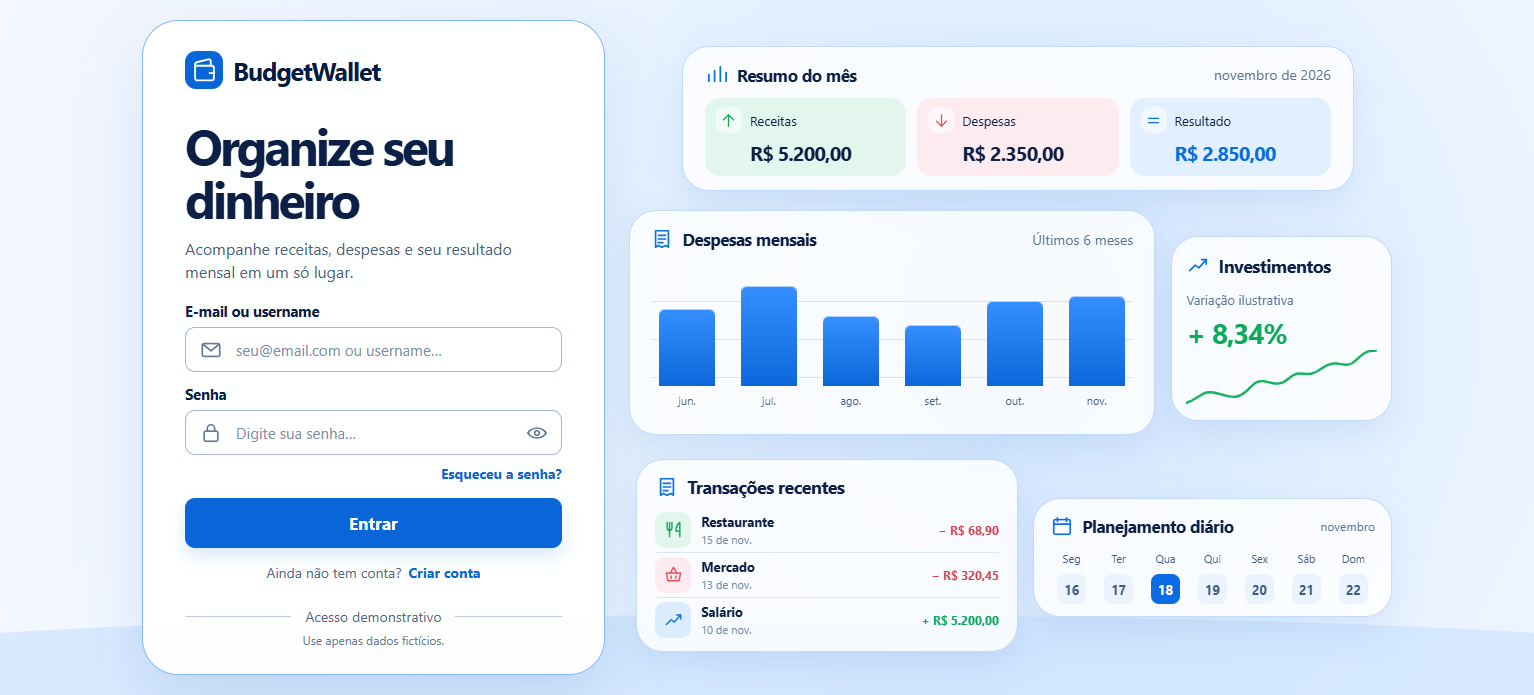 BudgetWallet
Organize seu
dinheiro
Acompanhe receitas, despesas e seu resultado
mensal em um só lugar.
E-mail ou username
seu@email.com ou username...
Senha
Digite sua senha...
Esqueceu a senha?
Entrar
Ainda não tem conta? Criar conta
Acesso demonstrativo
Use apenas dados fictícios.
Resumo do mês
novembro de 2026
Receitas
R$ 5.200,00
Despesas
R$ 2.350,00
Resultado
R$ 2.850,00
Despesas mensais
Últimos 6 meses
jun. jul. ago. set. out. nov.
Investimentos
Variação ilustrativa
+ 8,34%
Transações recentes
Restaurante
15 de nov.
− R$ 68,90
Mercado
13 de nov.
− R$ 320,45
Salário
10 de nov.
+ R$ 5.200,00
Planejamento diário
novembro
Seg Ter Qua Qui Sex Sáb Dom
16 17 18 19 20 21 22